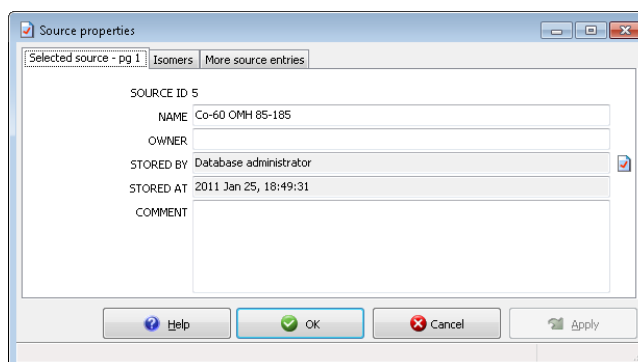 Source properties
Selected source - pg 1 Isomers More source entries
SOURCE ID 5
NAME Co-60 OMH 85-185
OWNER
STORED BY Database administrator
STORED AT 2011 Jan 25, 18:49:31
COMMENT
Help OK Cancel Apply